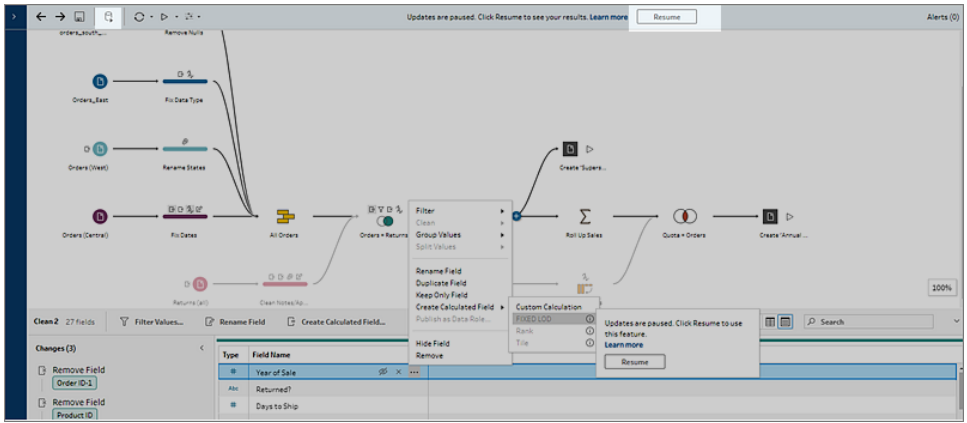 Updates are paused. Click Resume to see your results. Learn more
Resume
Alerts (0)
orders_south_...
Remove Nulls
Orders_East
Fix Data Type
Orders (West)
Rename States
Create 'Supers...
Orders (Central)
Fix Dates
All Orders
Orders + Returns
Roll Up Sales
Quota + Orders
Create 'Annual ...
Returns (all)
Clean Notes/Ap...
100%
Filter
Clean
Group Values
Split Values
Rename Field
Duplicate Field
Keep Only Field
Create Calculated Field
Publish as Data Role...
Hide Field
Remove
Custom Calculation
FIXED LOD
Rank
Tile
Updates are paused. Click Resume to use
this feature.
Learn more
Resume
Clean 2 27 fields
Filter Values...
Rename Field
Create Calculated Field...
Search
Changes (3)
Remove Field
Order ID-1
Remove Field
Product ID
Type Field Name
# Year of Sale
Abc Returned?
# Days to Ship